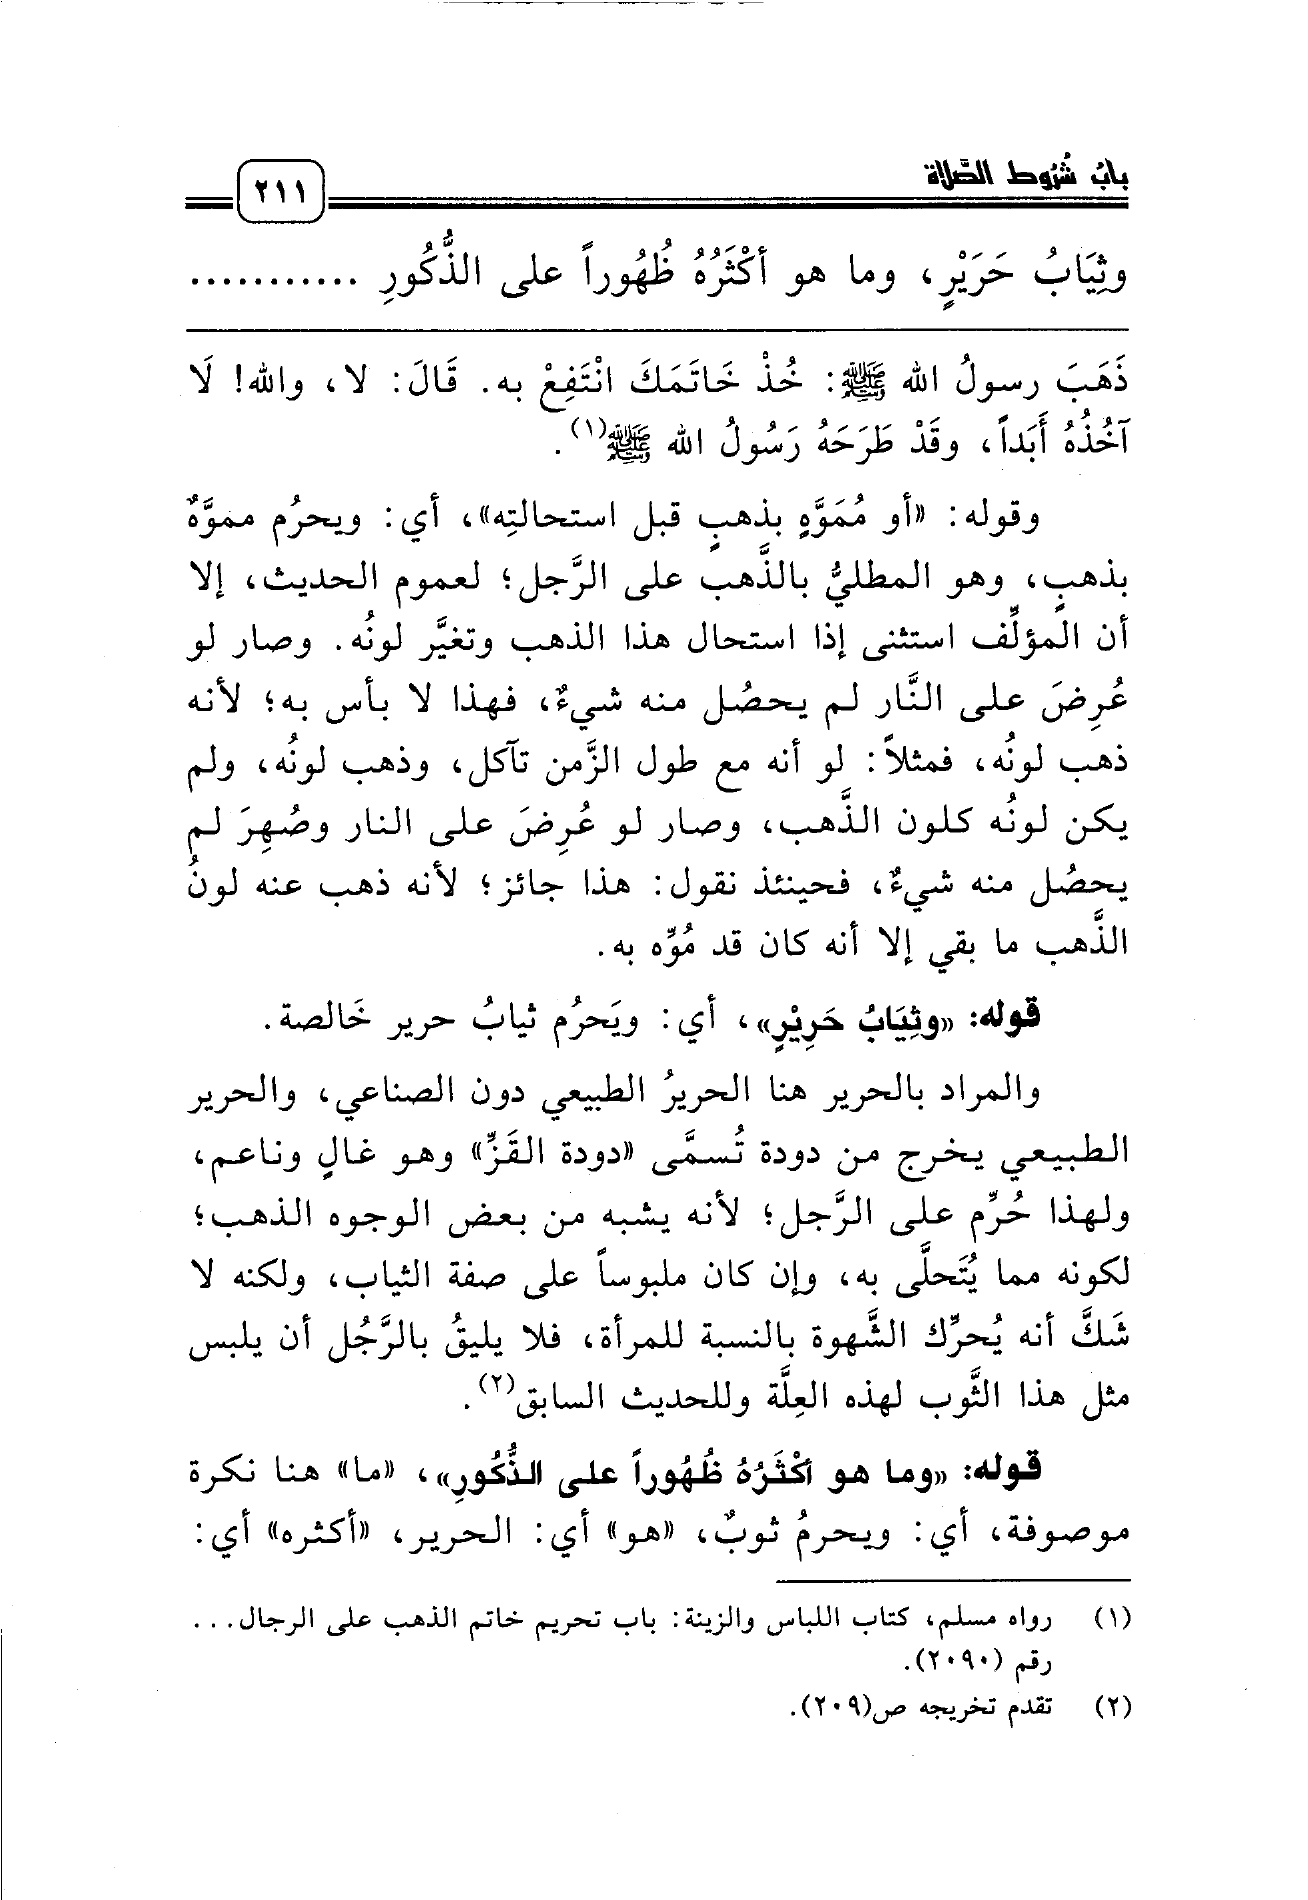 بابُ شُرُوط الصَّلاة
٢١١
وثِيَابُ حَرَيْرٍ، وما هو أكْثَرُهُ ظُهُوراً على الذُّكُورِ ...........
ذَهَبَ رسولُ الله ﷺ: خُذْ خَاتَمَكَ انْتَفِعْ به. قَالَ: لا، والله! لَا
آخُذُهُ أَبَداً، وقَدْ طَرَحَهُ رَسُولُ الله ﷺ(١).
وقوله: «أو مُمَوَّهٍ بذهبٍ قبل استحالتِه»، أي: ويحرُم مموَّهٌ
بذهبٍ، وهو المطليُّ بالذَّهب على الرَّجل؛ لعموم الحديث، إلا
أن المؤلِّف استثنى إذا استحال هذا الذهب وتغيَّر لونُه. وصار لو
عُرِضَ على النَّار لم يحصُل منه شيءٌ، فهذا لا بأس به؛ لأنه
ذهب لونُه، فمثلاً: لو أنه مع طول الزَّمن تآكل، وذهب لونُه، ولم
يكن لونُه كلون الذَّهب، وصار لو عُرِضَ على النار وصُهِرَ لم
يحصُل منه شيءٌ، فحينئذ نقول: هذا جائز؛ لأنه ذهب عنه لونُ
الذَّهب ما بقي إلا أنه كان قد مُوِّه به.
قوله: «وثِيَابُ حَرِيْرٍ»، أي: ويَحرُم ثيابُ حرير خَالصة.
والمراد بالحرير هنا الحريرُ الطبيعي دون الصناعي، والحرير
الطبيعي يخرج من دودة تُسمَّى «دودة القَزِّ» وهو غالٍ وناعم،
ولهذا حُرِّم على الرَّجل؛ لأنه يشبه من بعض الوجوه الذهب؛
لكونه مما يُتَحلَّى به، وإن كان ملبوساً على صفة الثياب، ولكنه لا
شَكَّ أنه يُحرِّك الشَّهوة بالنسبة للمرأة، فلا يليقُ بالرَّجُل أن يلبس
مثل هذا الثَّوب لهذه العِلَّة وللحديث السابق(٢).
قوله: «وما هو أكْثَرُهُ ظُهُوراً على الذُّكُورِ»، «ما» هنا نكرة
موصوفة، أي: ويحرمُ ثوبٌ، «هو» أي: الحرير، «أكثره» أي:
(١) رواه مسلم، كتاب اللباس والزينة: باب تحريم خاتم الذهب على الرجال...
رقم (٢٠٩٠).
(٢) تقدم تخريجه ص(٢٠٩).